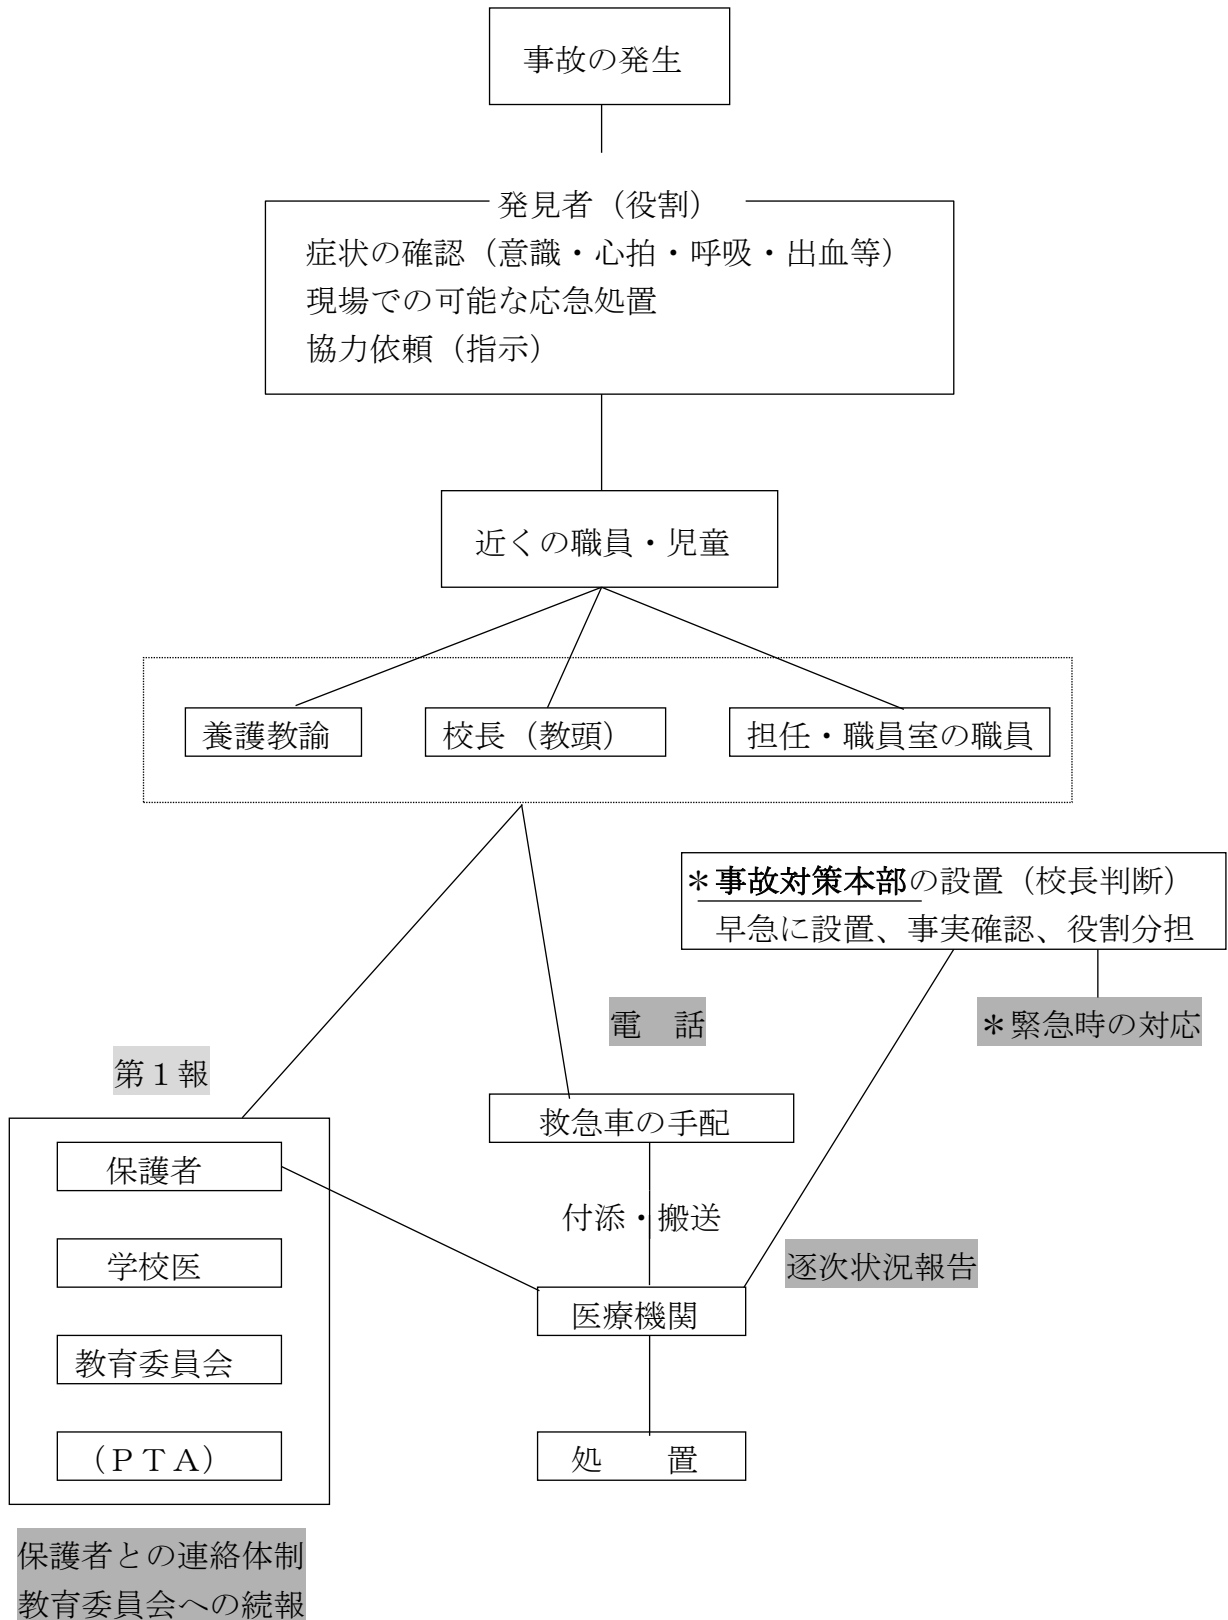 事故の発生
発見者（役割）
症状の確認（意識・心拍・呼吸・出血等）
現場での可能な応急処置
協力依頼（指示）
近くの職員・児童
養護教諭
校長（教頭）
担任・職員室の職員
＊事故対策本部の設置（校長判断）
早急に設置、事実確認、役割分担
電　話
＊緊急時の対応
第１報
救急車の手配
保護者
付添・搬送
学校医
逐次状況報告
医療機関
教育委員会
（ＰＴＡ）
処　　置
保護者との連絡体制
教育委員会への続報